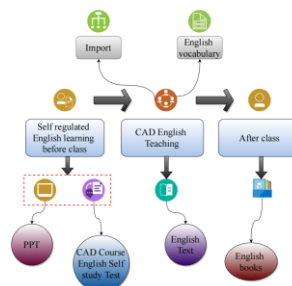 Import
English
vocabulary
Self regulated
English learning
before class
CAD English
Teaching
After class
PPT
CAD Course
English Self
study Test
English
Text
English
books